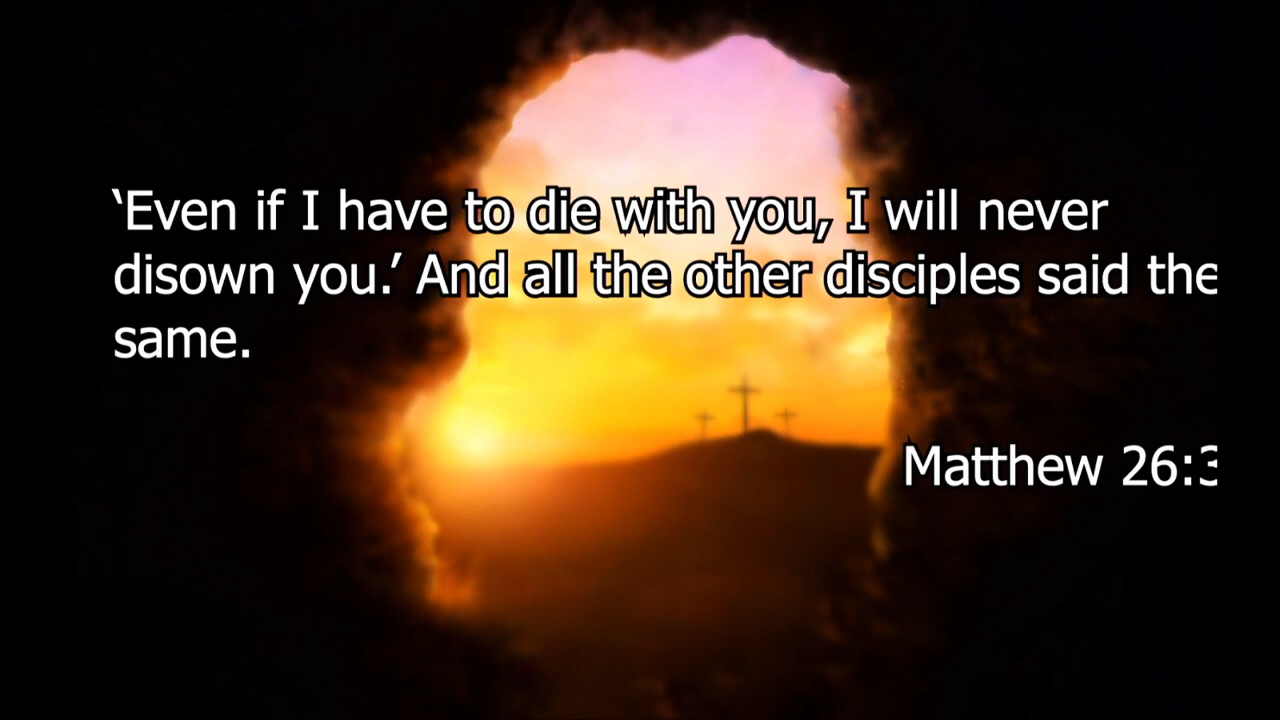 ‘Even if I have to die with you, I will never
disown you.’ And all the other disciples said the
same.
Matthew 26:3